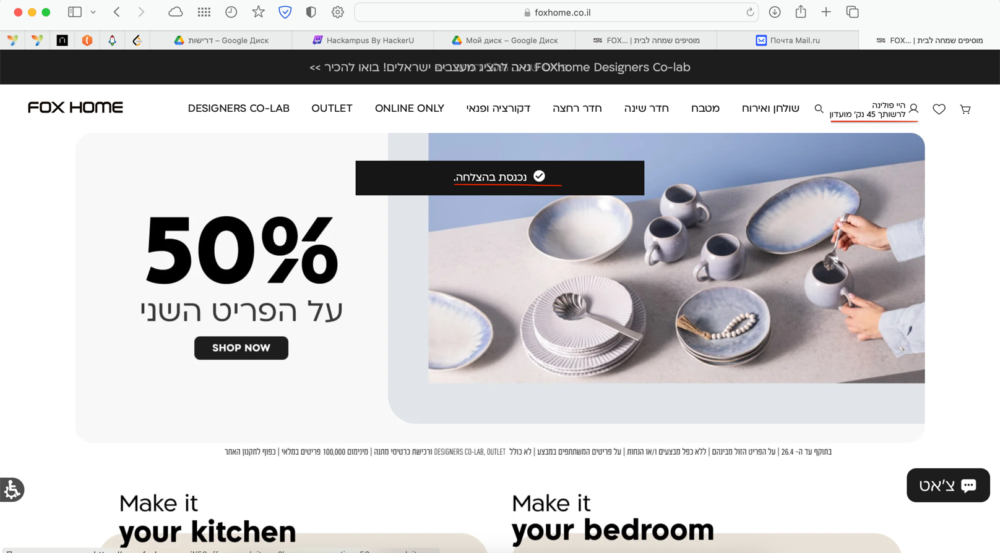 foxhome.co.il
דרישות – Google Диск
Hackampus By HackerU
Мой диск – Google Диск
FOX... | מוסיפים שמחה לבית
Почта Mail.ru
FOX... | מוסיפים שמחה לבית
FOXhome Designers Co-lab גאה להציג מעצבים ישראלים! בואו להכיר >>
FOX HOME
DESIGNERS CO-LAB
OUTLET
ONLINE ONLY
דקורציה ופנאי
חדר רחצה
חדר שינה
מטבח
שולחן ואירוח
היי פולינה
לרשותך 45 נק' מועדון
נכנסת בהצלחה.
50%
על הפריט השני
SHOP NOW
בתוקף עד ה- 26.4 | על הפריט הזול מבינהם | ללא כפל מבצעים ו/או הנחות | על פריטים המשתתפים במבצע | לא כולל DESIGNERS CO-LAB, OUTLET ורכישת כרטיסי מתנה | מינימום 100,000 פריטים במלאי | כפוף לתקנון האתר
צ'אט
Make it
your kitchen
Make it
your bedroom